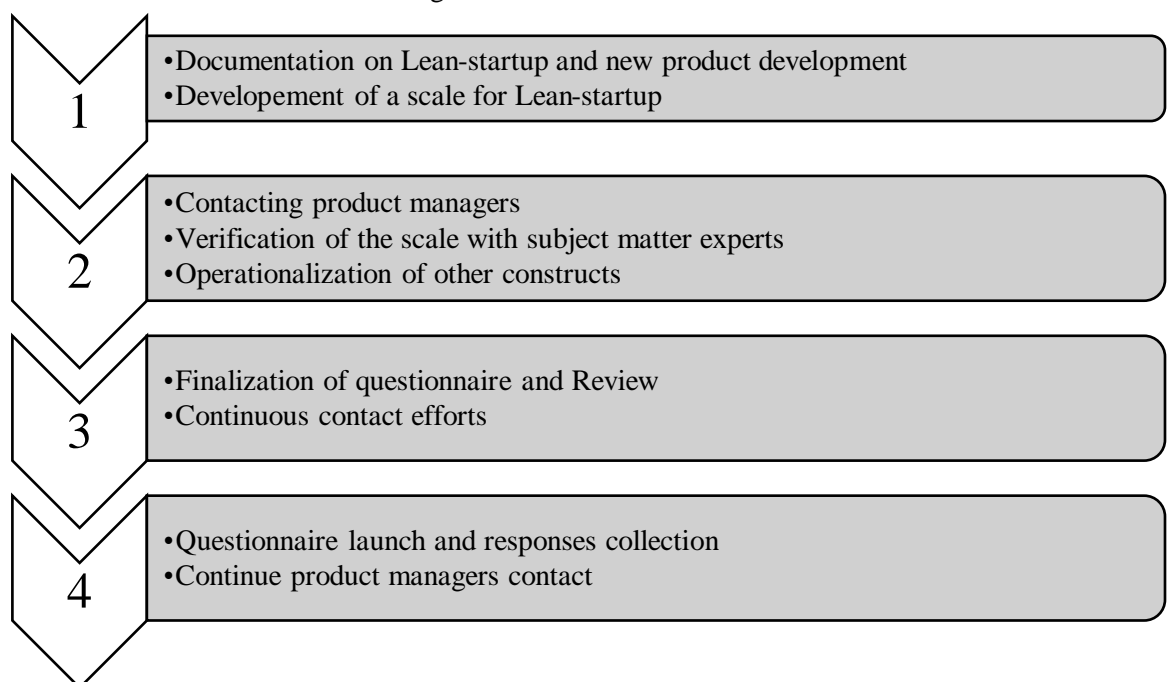 1
•Documentation on Lean-startup and new product development
•Developement of a scale for Lean-startup
2
•Contacting product managers
•Verification of the scale with subject matter experts
•Operationalization of other constructs
3
•Finalization of questionnaire and Review
•Continuous contact efforts
4
•Questionnaire launch and responses collection
•Continue product managers contact